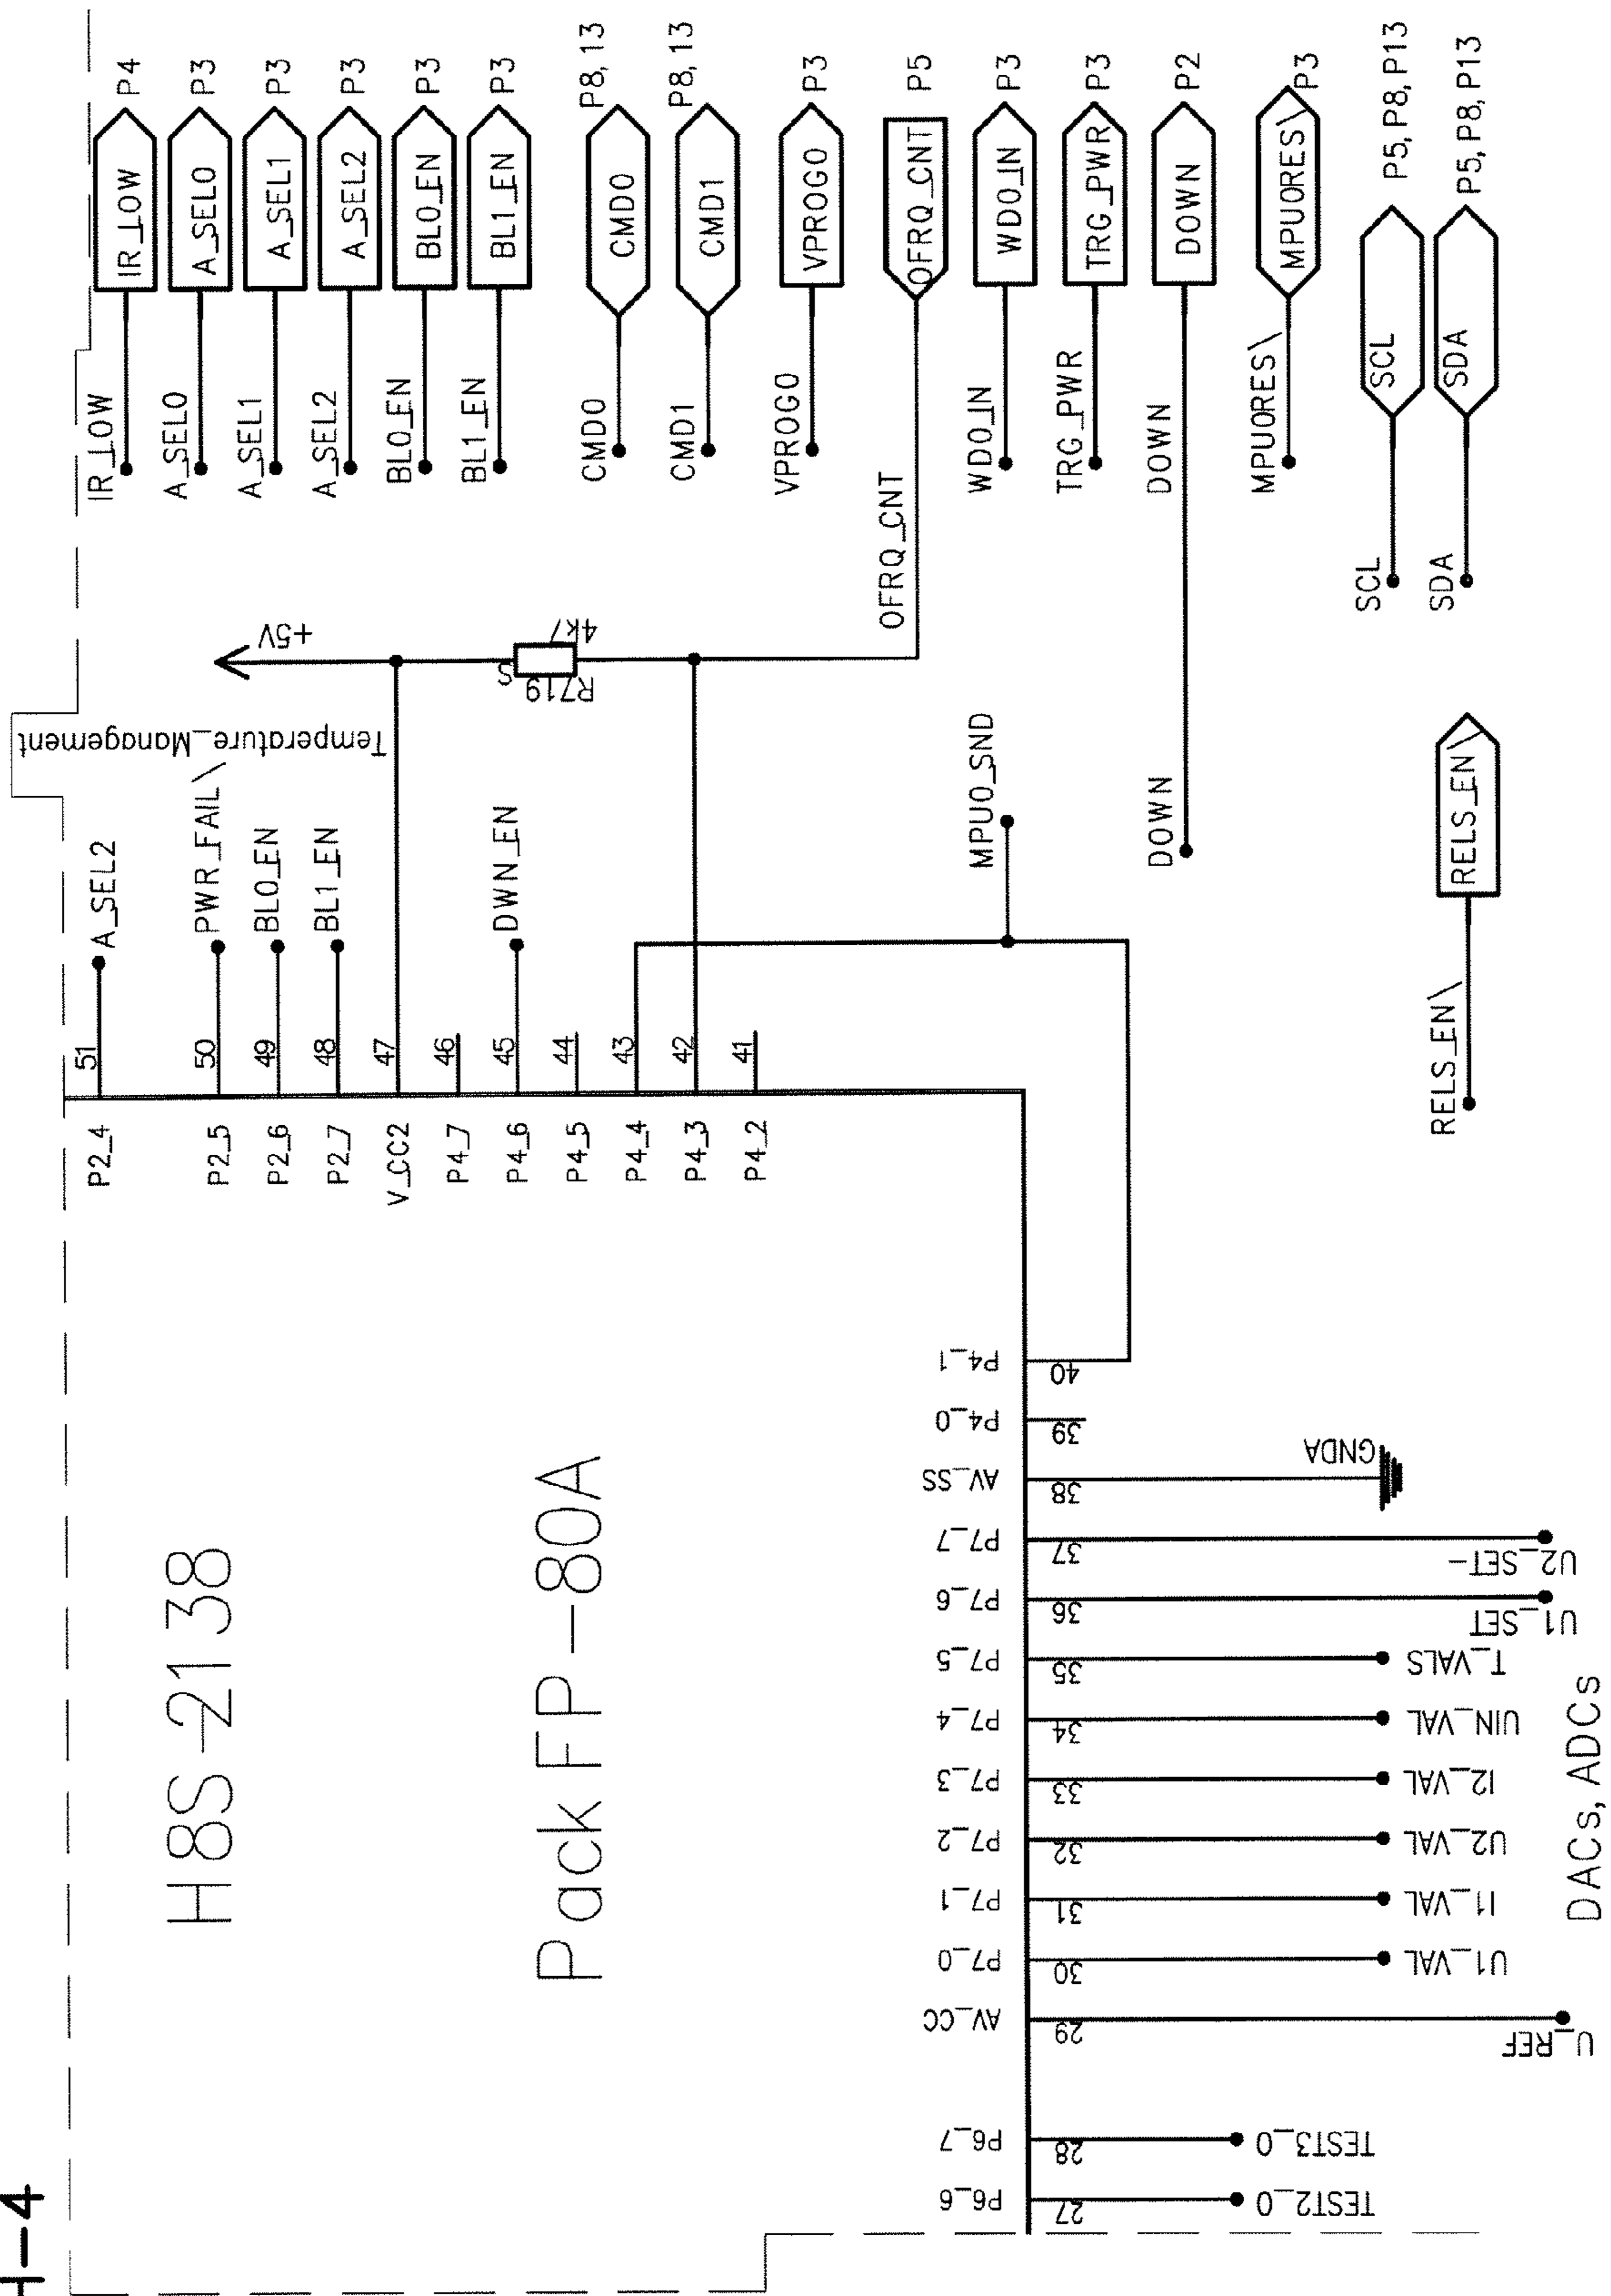 IR_LOW IR_LOW P4
A_SEL0 A_SEL0 P3
A_SEL1 A_SEL1 P3
A_SEL2 A_SEL2 P3
BL0_EN BL0_EN P3
BL1_EN BL1_EN P3
CMD0 CMD0 P8, 13
CMD1 CMD1 P8, 13
VPROG0 VPROG0 P3
OFRQ_CNT OFRQ_CNT P5
WD0_IN WD0_IN P3
TRG_PWR TRG_PWR P3
DOWN DOWN DOWN P2
MPU0RES\ MPU0RES\ P3
SCL SCL P5, P8, P13
SDA SDA P5, P8, P13
RELS_EN\ RELS_EN\
+5V
S
R719
4k7
Temperature_Management
MPU0_SND
P2_4 51 A_SEL2
P2_5 50 PWR_FAIL\
P2_6 49 BL0_EN
P2_7 48 BL1_EN
V_CC2 47
P4_7 46
P4_6 45 DWN_EN
P4_5 44
P4_4 43
P4_3 42
P4_2 41
H8S-2138
Pack FP-80A
P4_1 40
P4_0 39
AV_SS 38 GNDA
P7_7 37 U2_SET-
P7_6 36 U1_SET
P7_5 35 T_VALS
P7_4 34 UIN_VAL
P7_3 33 I2_VAL
P7_2 32 U2_VAL
P7_1 31 I1_VAL
P7_0 30 U1_VAL
AV_CC 29 U_REF
P6_7 28 TEST3_0
P6_6 27 TEST2_0
DACs, ADCs